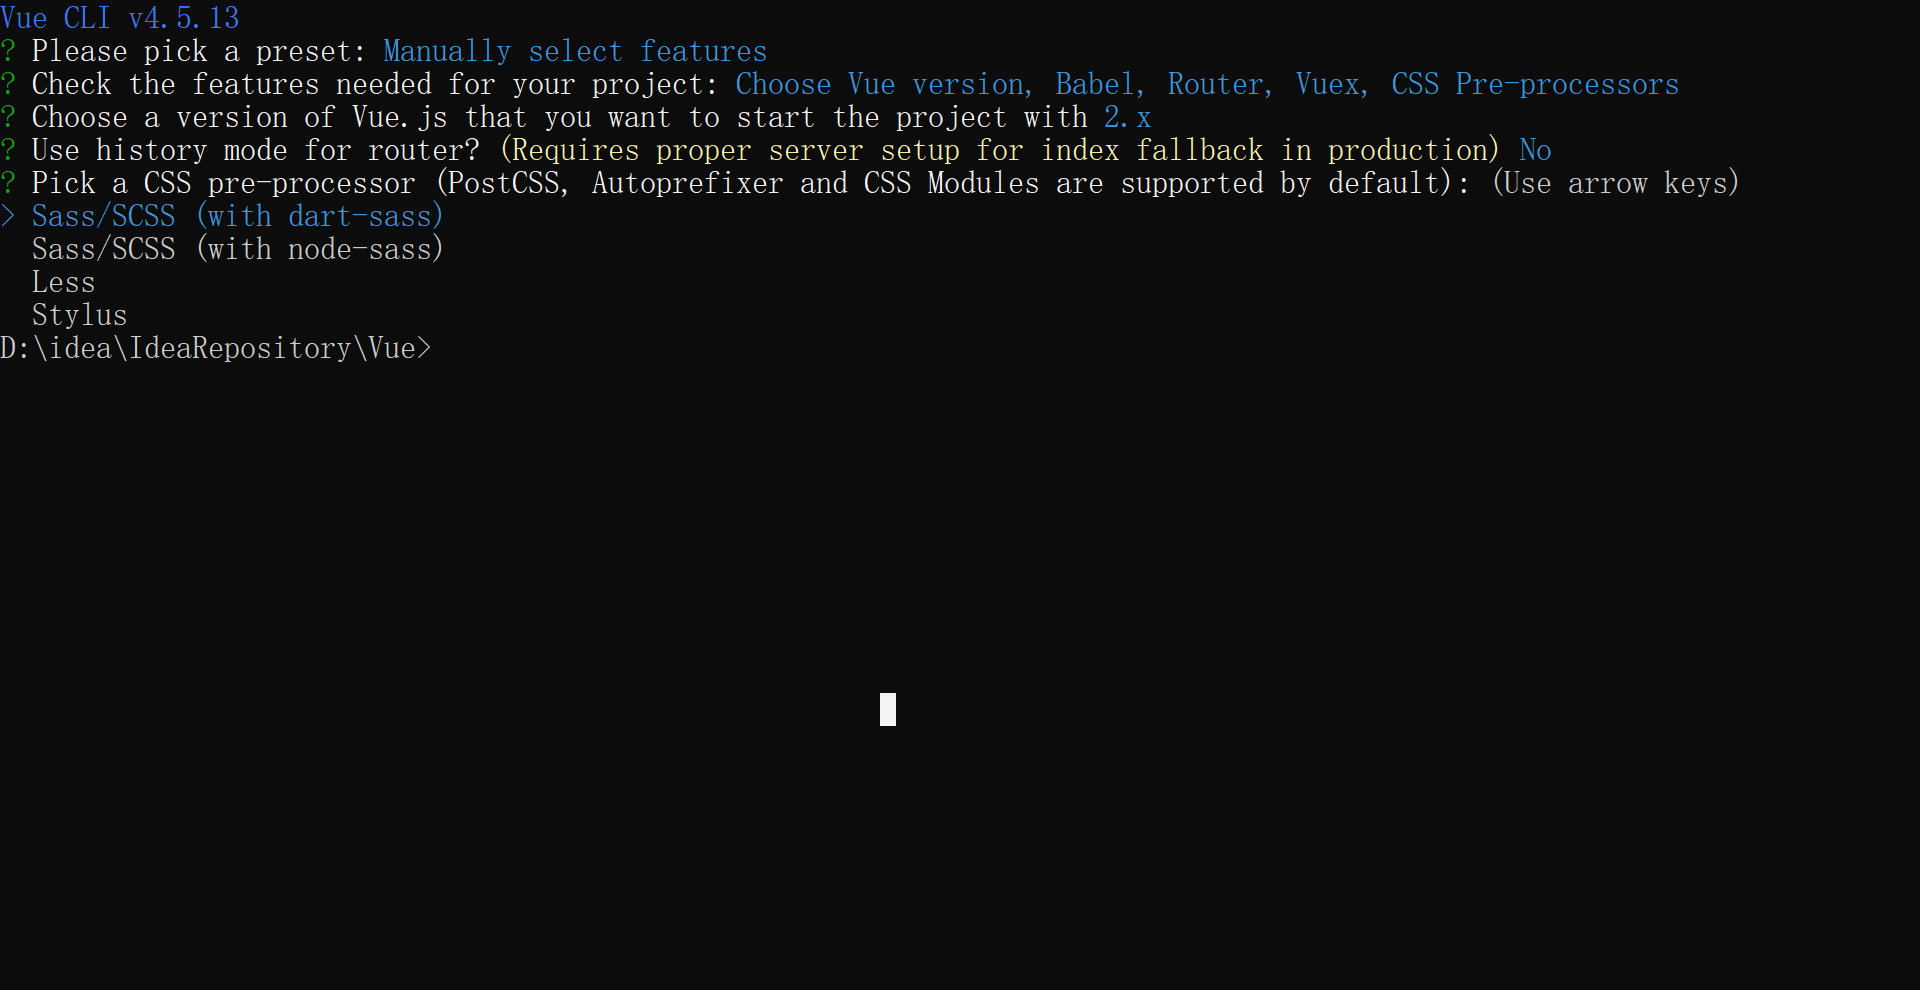 Vue CLI v4.5.13
? Please pick a preset: Manually select features
? Check the features needed for your project: Choose Vue version, Babel, Router, Vuex, CSS Pre-processors
? Choose a version of Vue.js that you want to start the project with 2.x
? Use history mode for router? (Requires proper server setup for index fallback in production) No
? Pick a CSS pre-processor (PostCSS, Autoprefixer and CSS Modules are supported by default): (Use arrow keys)
> Sass/SCSS (with dart-sass)
  Sass/SCSS (with node-sass)
  Less
  Stylus
D:\idea\IdeaRepository\Vue>